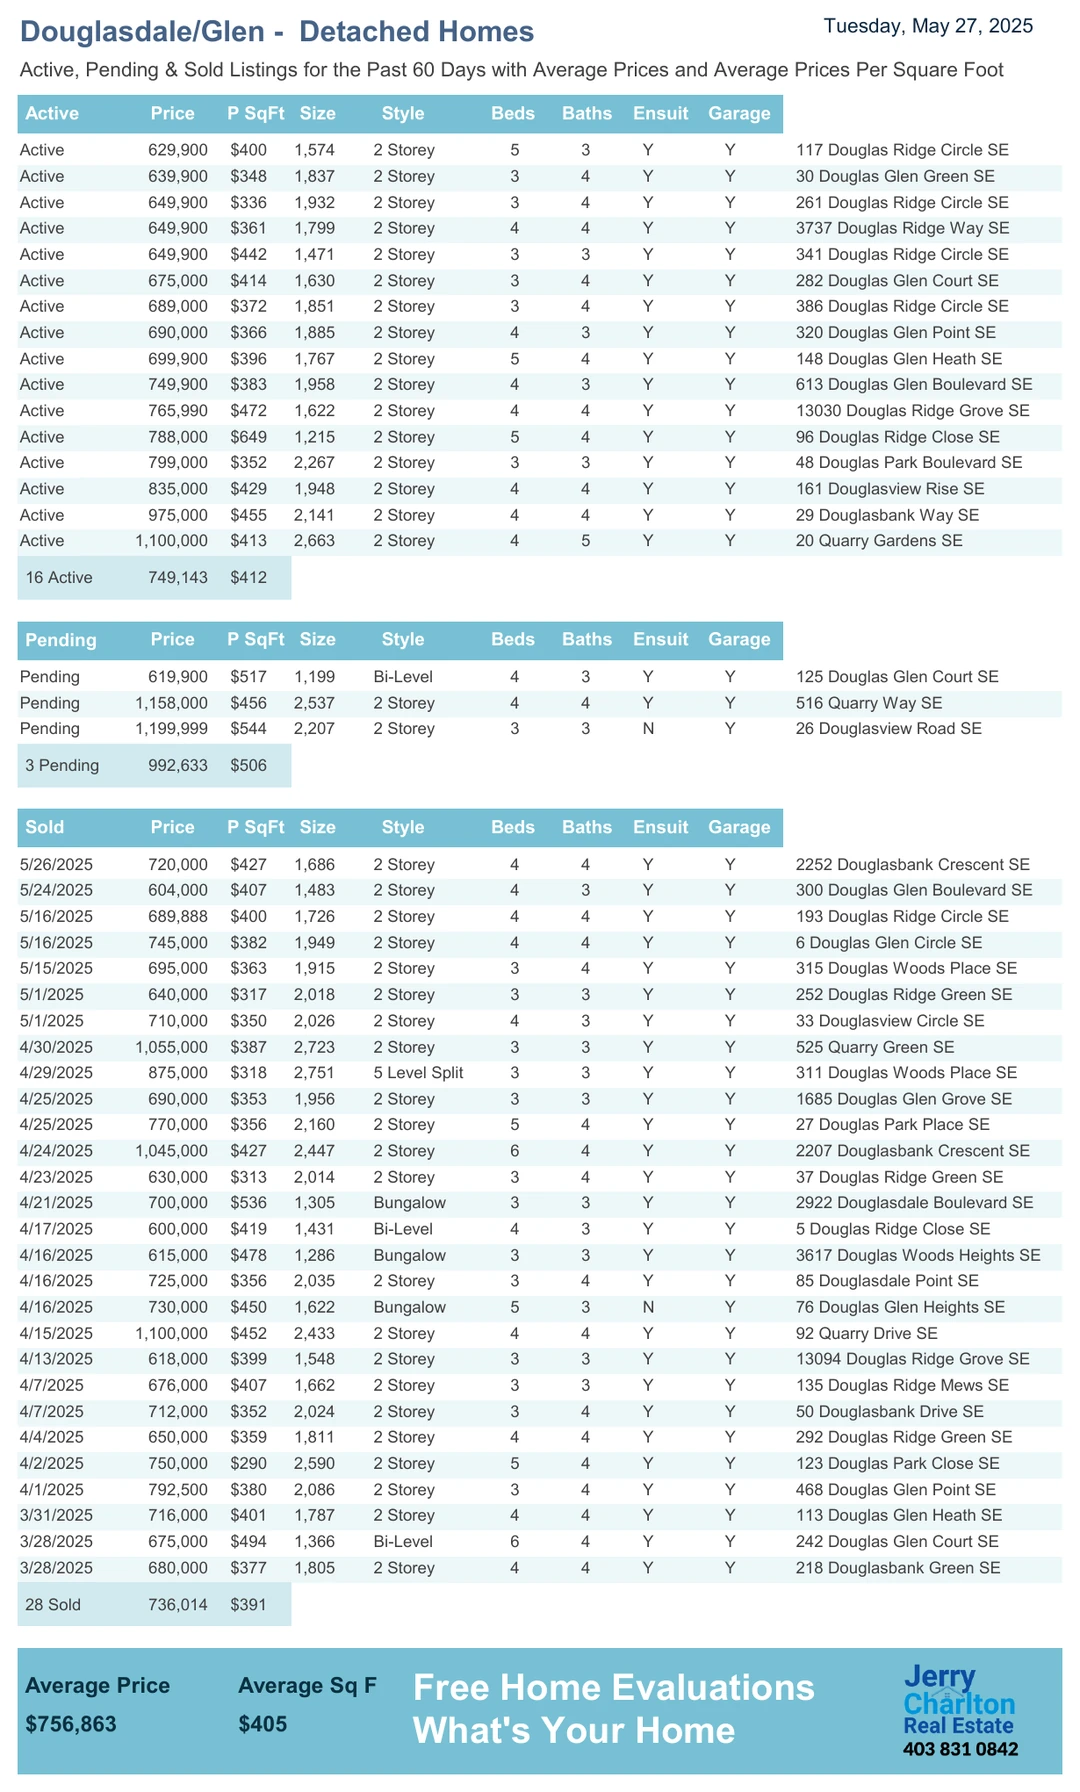 Douglasdale/Glen -  Detached Homes
Tuesday, May 27, 2025
Active, Pending & Sold Listings for the Past 60 Days with Average Prices and Average Prices Per Square Foot
Active Price P SqFt Size Style Beds Baths Ensuit Garage
Active 629,900 $400 1,574 2 Storey 5 3 Y Y 117 Douglas Ridge Circle SE
Active 639,900 $348 1,837 2 Storey 3 4 Y Y 30 Douglas Glen Green SE
Active 649,900 $336 1,932 2 Storey 3 4 Y Y 261 Douglas Ridge Circle SE
Active 649,900 $361 1,799 2 Storey 4 4 Y Y 3737 Douglas Ridge Way SE
Active 649,900 $442 1,471 2 Storey 3 3 Y Y 341 Douglas Ridge Circle SE
Active 675,000 $414 1,630 2 Storey 3 4 Y Y 282 Douglas Glen Court SE
Active 689,000 $372 1,851 2 Storey 3 4 Y Y 386 Douglas Ridge Circle SE
Active 690,000 $366 1,885 2 Storey 4 3 Y Y 320 Douglas Glen Point SE
Active 699,900 $396 1,767 2 Storey 5 4 Y Y 148 Douglas Glen Heath SE
Active 749,900 $383 1,958 2 Storey 4 3 Y Y 613 Douglas Glen Boulevard SE
Active 765,990 $472 1,622 2 Storey 4 4 Y Y 13030 Douglas Ridge Grove SE
Active 788,000 $649 1,215 2 Storey 5 4 Y Y 96 Douglas Ridge Close SE
Active 799,000 $352 2,267 2 Storey 3 3 Y Y 48 Douglas Park Boulevard SE
Active 835,000 $429 1,948 2 Storey 4 4 Y Y 161 Douglasview Rise SE
Active 975,000 $455 2,141 2 Storey 4 4 Y Y 29 Douglasbank Way SE
Active 1,100,000 $413 2,663 2 Storey 4 5 Y Y 20 Quarry Gardens SE
16 Active 749,143 $412
Pending Price P SqFt Size Style Beds Baths Ensuit Garage
Pending 619,900 $517 1,199 Bi-Level 4 3 Y Y 125 Douglas Glen Court SE
Pending 1,158,000 $456 2,537 2 Storey 4 4 Y Y 516 Quarry Way SE
Pending 1,199,999 $544 2,207 2 Storey 3 3 N Y 26 Douglasview Road SE
3 Pending 992,633 $506
Sold Price P SqFt Size Style Beds Baths Ensuit Garage
5/26/2025 720,000 $427 1,686 2 Storey 4 4 Y Y 2252 Douglasbank Crescent SE
5/24/2025 604,000 $407 1,483 2 Storey 4 3 Y Y 300 Douglas Glen Boulevard SE
5/16/2025 689,888 $400 1,726 2 Storey 4 4 Y Y 193 Douglas Ridge Circle SE
5/16/2025 745,000 $382 1,949 2 Storey 4 4 Y Y 6 Douglas Glen Circle SE
5/15/2025 695,000 $363 1,915 2 Storey 3 4 Y Y 315 Douglas Woods Place SE
5/1/2025 640,000 $317 2,018 2 Storey 3 3 Y Y 252 Douglas Ridge Green SE
5/1/2025 710,000 $350 2,026 2 Storey 4 3 Y Y 33 Douglasview Circle SE
4/30/2025 1,055,000 $387 2,723 2 Storey 3 3 Y Y 525 Quarry Green SE
4/29/2025 875,000 $318 2,751 5 Level Split 3 3 Y Y 311 Douglas Woods Place SE
4/25/2025 690,000 $353 1,956 2 Storey 3 3 Y Y 1685 Douglas Glen Grove SE
4/25/2025 770,000 $356 2,160 2 Storey 5 4 Y Y 27 Douglas Park Place SE
4/24/2025 1,045,000 $427 2,447 2 Storey 6 4 Y Y 2207 Douglasbank Crescent SE
4/23/2025 630,000 $313 2,014 2 Storey 3 4 Y Y 37 Douglas Ridge Green SE
4/21/2025 700,000 $536 1,305 Bungalow 3 3 Y Y 2922 Douglasdale Boulevard SE
4/17/2025 600,000 $419 1,431 Bi-Level 4 3 Y Y 5 Douglas Ridge Close SE
4/16/2025 615,000 $478 1,286 Bungalow 3 3 Y Y 3617 Douglas Woods Heights SE
4/16/2025 725,000 $356 2,035 2 Storey 3 4 Y Y 85 Douglasdale Point SE
4/16/2025 730,000 $450 1,622 Bungalow 5 3 N Y 76 Douglas Glen Heights SE
4/15/2025 1,100,000 $452 2,433 2 Storey 4 4 Y Y 92 Quarry Drive SE
4/13/2025 618,000 $399 1,548 2 Storey 3 3 Y Y 13094 Douglas Ridge Grove SE
4/7/2025 676,000 $407 1,662 2 Storey 3 3 Y Y 135 Douglas Ridge Mews SE
4/7/2025 712,000 $352 2,024 2 Storey 3 4 Y Y 50 Douglasbank Drive SE
4/4/2025 650,000 $359 1,811 2 Storey 4 4 Y Y 292 Douglas Ridge Green SE
4/2/2025 750,000 $290 2,590 2 Storey 5 4 Y Y 123 Douglas Park Close SE
4/1/2025 792,500 $380 2,086 2 Storey 3 4 Y Y 468 Douglas Glen Point SE
3/31/2025 716,000 $401 1,787 2 Storey 4 4 Y Y 113 Douglas Glen Heath SE
3/28/2025 675,000 $494 1,366 Bi-Level 6 4 Y Y 242 Douglas Glen Court SE
3/28/2025 680,000 $377 1,805 2 Storey 4 4 Y Y 218 Douglasbank Green SE
28 Sold 736,014 $391
Average Price Average Sq F
$756,863 $405
Free Home Evaluations
What's Your Home
Jerry
Charlton
Real Estate
403 831 0842